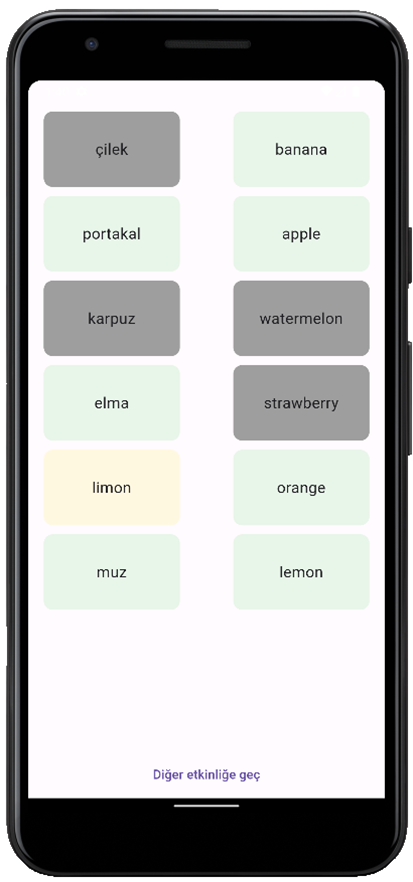 çilek
banana
portakal
apple
karpuz
watermelon
elma
strawberry
limon
orange
muz
lemon
Diğer etkinliğe geç